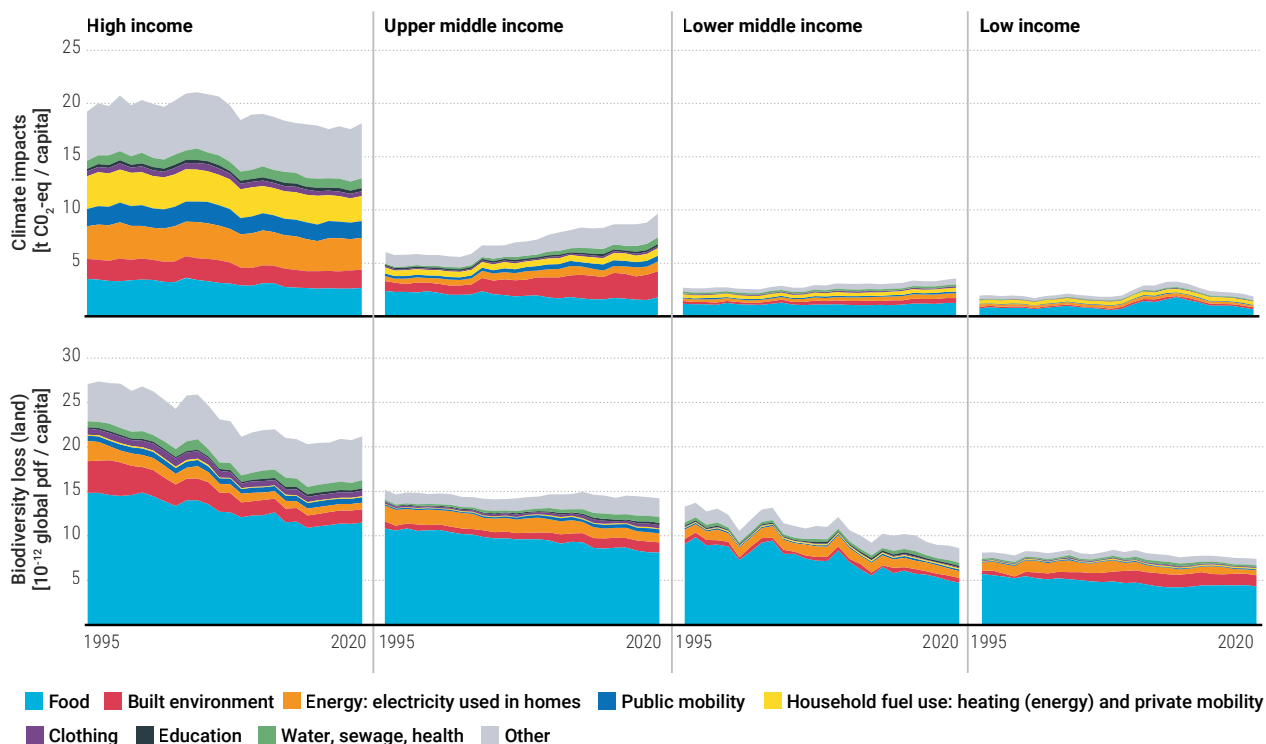 High income
Upper middle income
Lower middle income
Low income
Climate impacts
[t CO₂-eq / capita]
25
20
15
10
5
Biodiversity loss (land)
[10⁻¹² global pdf / capita]
30
25
20
15
10
5
1995 2020 1995 2020 1995 2020 1995 2020
Food Built environment Energy: electricity used in homes Public mobility Household fuel use: heating (energy) and private mobility
Clothing Education Water, sewage, health Other